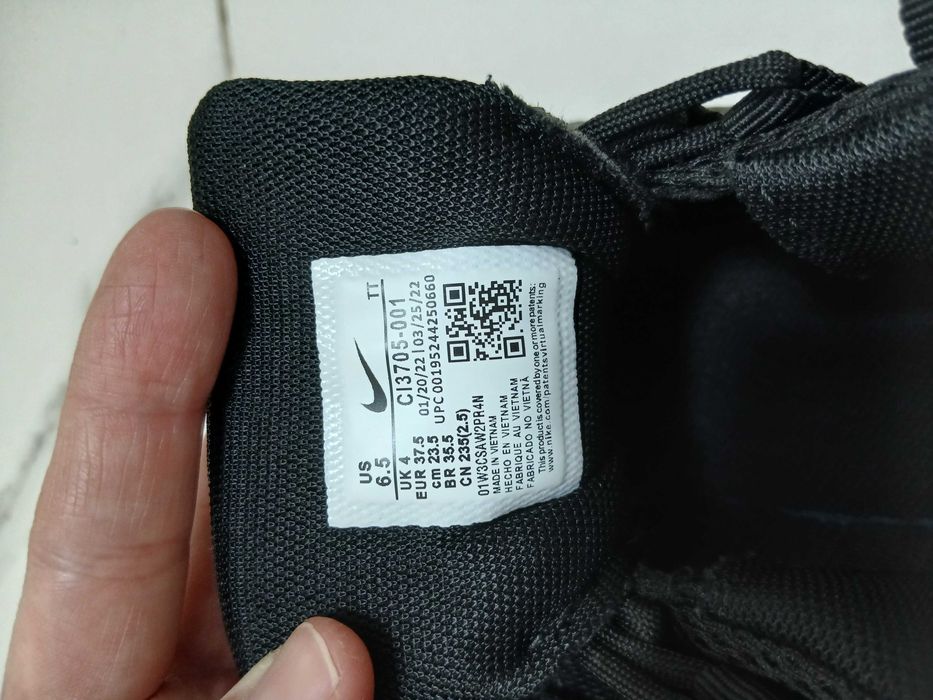 US
6.5
TT
UK 4
CI3705-001
EUR 37.5
01/20/22|03/25/22
cm 23.5
UPC 00195244250660
BR 35.5
CN 235(2.5)
01W3CSAW2PR4N
MADE IN VIETNAM
HECHO EN VIETNAM
FABRIQUE AU VIETNAM
FABRICADO NO VIETNÃ
This product is covered by one or more patents:
www.nike.com/patentsvirtualmarking